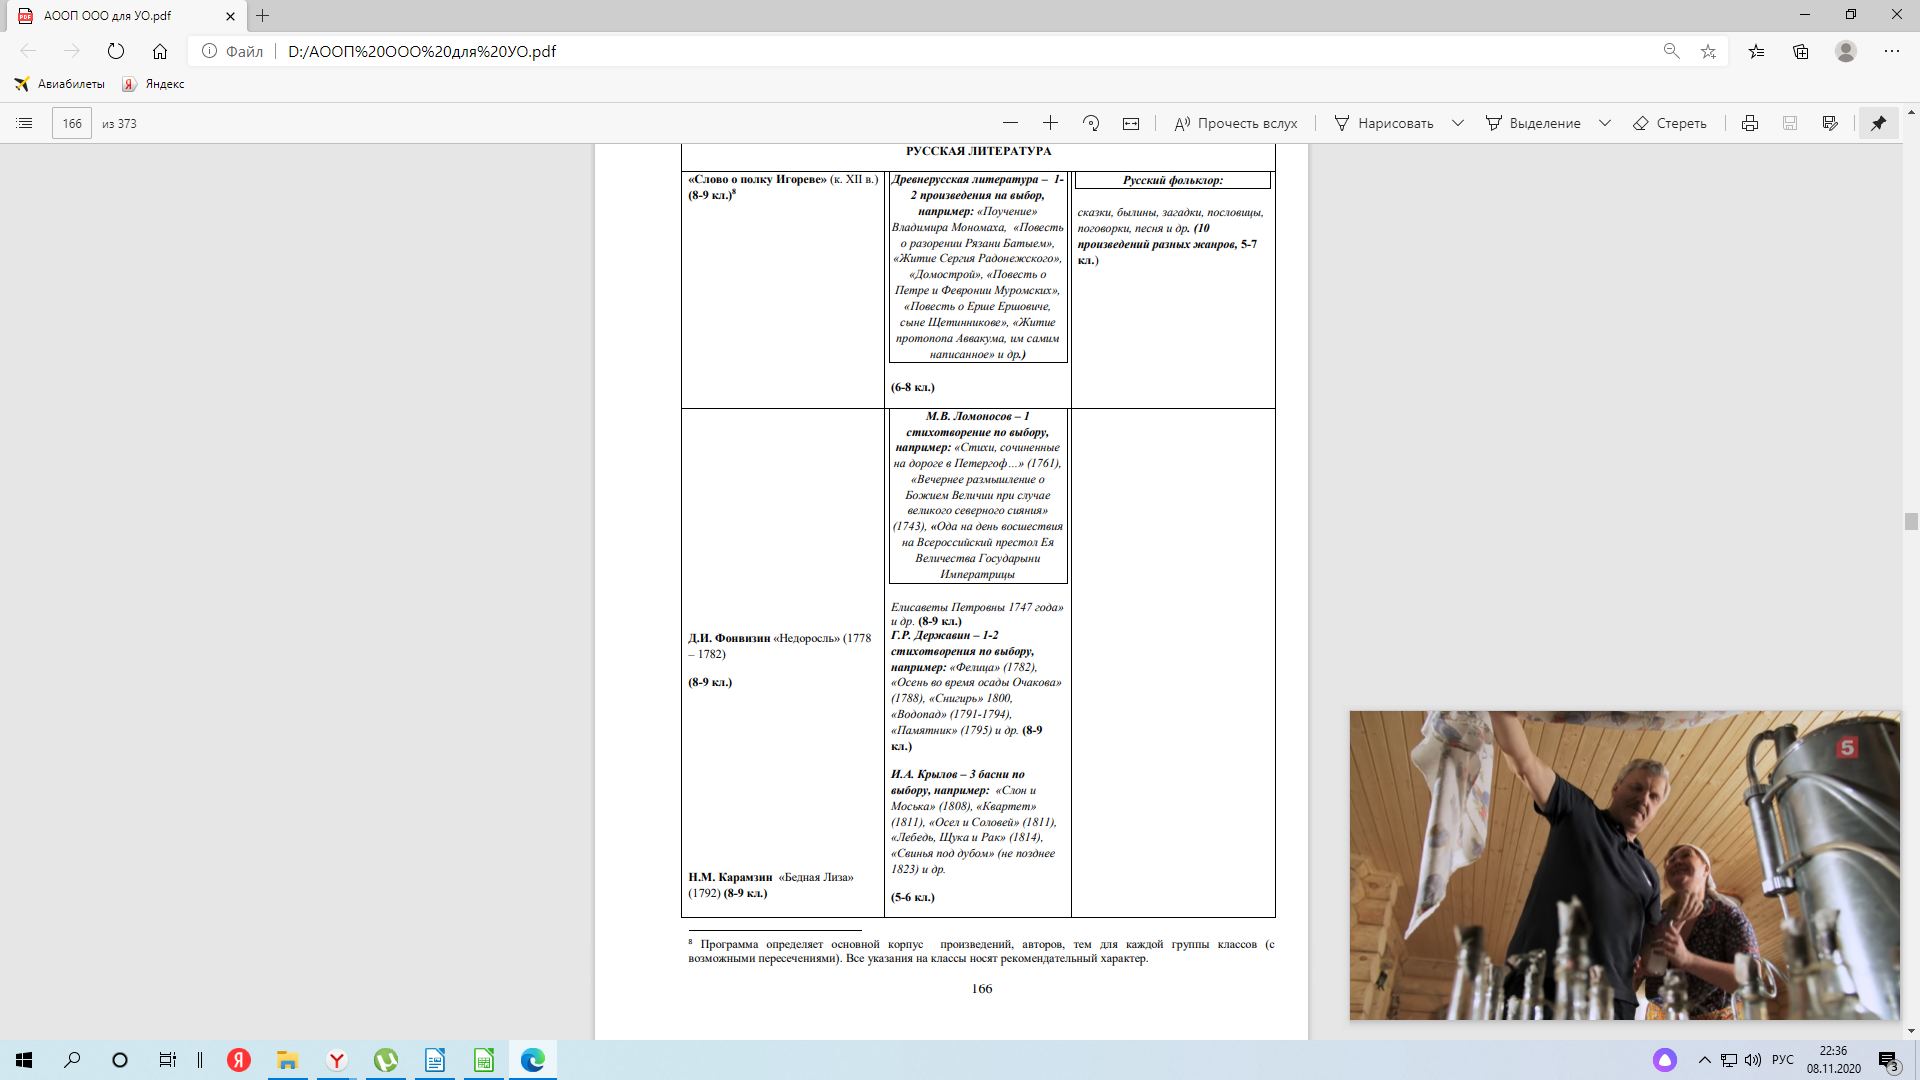 АООП ООО для УО.pdf
Файл
D:/АООП%20ООО%20для%20УО.pdf
Авиабилеты
Я Яндекс
166 из 373
Прочесть вслух
Нарисовать
Выделение
Стереть
РУССКАЯ ЛИТЕРАТУРА
«Слово о полку Игореве» (к. XII в.)
(8-9 кл.)⁸
Древнерусская литература – 1-
2 произведения на выбор,
например: «Поучение»
Владимира Мономаха, «Повесть
о разорении Рязани Батыем»,
«Житие Сергия Радонежского»,
«Домострой», «Повесть о
Петре и Февронии Муромских»,
«Повесть о Ерше Ершовиче,
сыне Щетинникове», «Житие
протопопа Аввакума, им самим
написанное» и др.)
(6-8 кл.)
Русский фольклор:
сказки, былины, загадки, пословицы,
поговорки, песня и др. (10
произведений разных жанров, 5-7
кл.)
Д.И. Фонвизин «Недоросль» (1778
– 1782)
(8-9 кл.)
Н.М. Карамзин «Бедная Лиза»
(1792) (8-9 кл.)
М.В. Ломоносов – 1
стихотворение по выбору,
например: «Стихи, сочиненные
на дороге в Петергоф…» (1761),
«Вечернее размышление о
Божием Величии при случае
великого северного сияния»
(1743), «Ода на день восшествия
на Всероссийский престол Ея
Величества Государыни
Императрицы
Елисаветы Петровны 1747 года»
и др. (8-9 кл.)
Г.Р. Державин – 1-2
стихотворения по выбору,
например: «Фелица» (1782),
«Осень во время осады Очакова»
(1788), «Снигирь» 1800,
«Водопад» (1791-1794),
«Памятник» (1795) и др. (8-9
кл.)
И.А. Крылов – 3 басни по
выбору, например: «Слон и
Моська» (1808), «Квартет»
(1811), «Осел и Соловей» (1811),
«Лебедь, Щука и Рак» (1814),
«Свинья под дубом» (не позднее
1823) и др.
(5-6 кл.)
⁸ Программа определяет основной корпус произведений, авторов, тем для каждой группы классов (с
возможными пересечениями). Все указания на классы носят рекомендательный характер.
166
5
РУС
22:36
08.11.2020
3